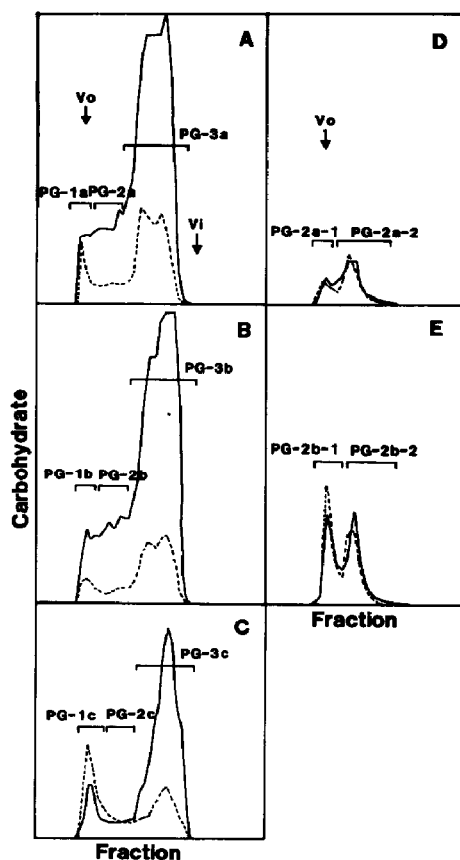 A
Vo
PG-3a
PG-1a
PG-2a
Vi
B
PG-3b
PG-1b
PG-2b
C
PG-3c
PG-1c
PG-2c
Carbohydrate
Fraction
D
Vo
PG-2a-1
PG-2a-2
E
PG-2b-1
PG-2b-2
Fraction